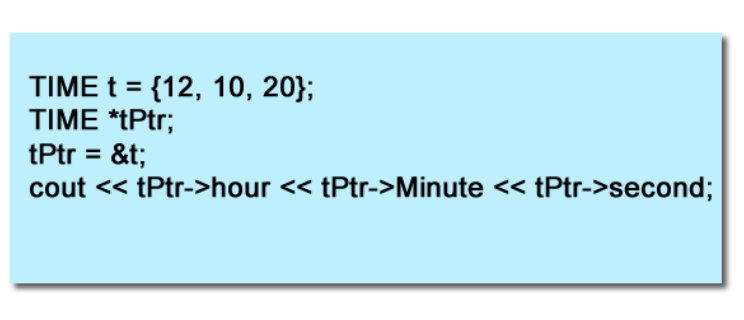 TIME t = {12, 10, 20};
TIME *tPtr;
tPtr = &t;
cout << tPtr->hour << tPtr->Minute << tPtr->second;